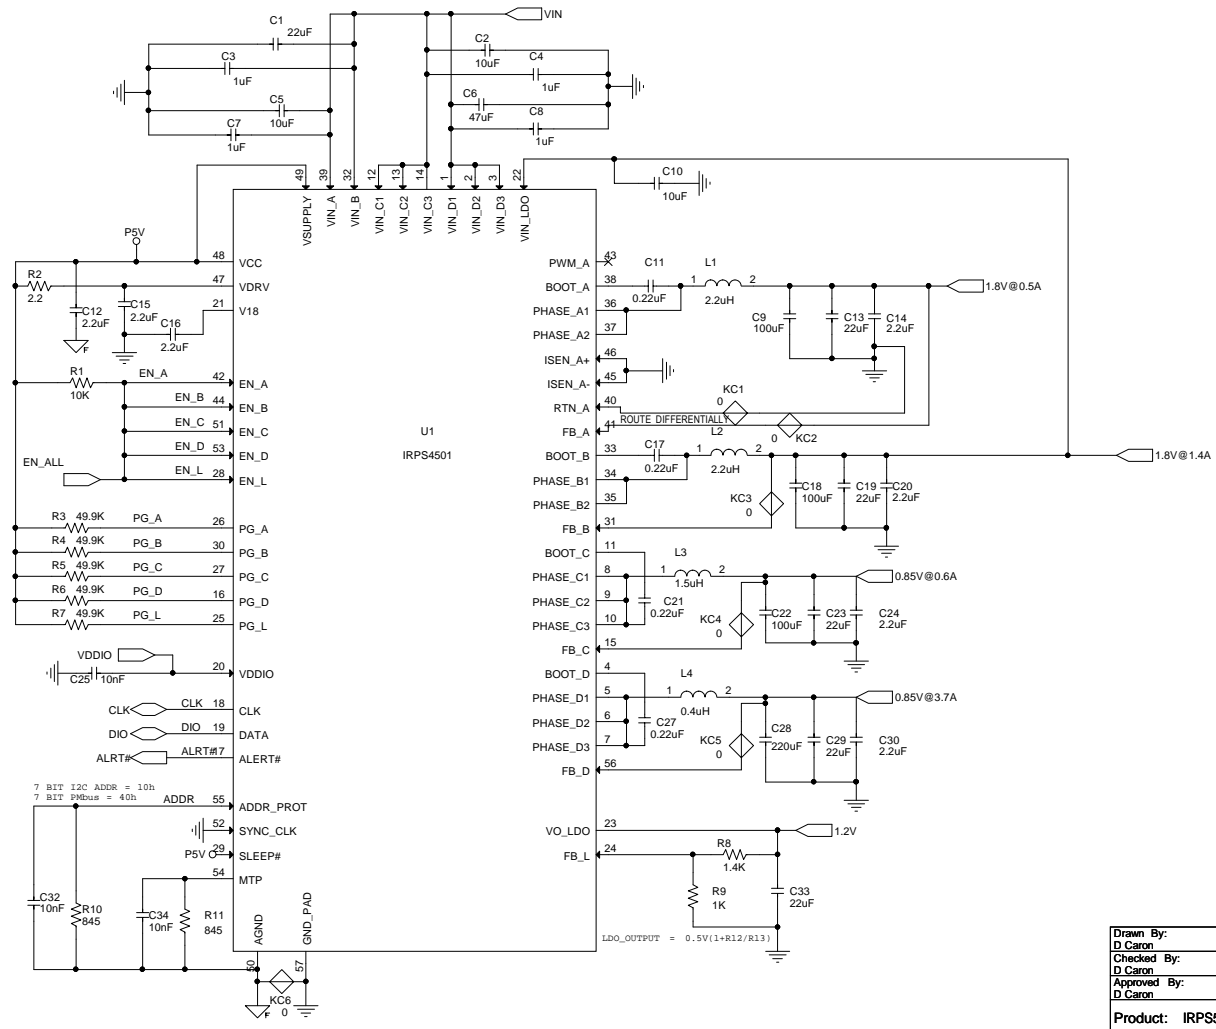 VIN
C1
22uF
C2
10uF
C3
1uF
C4
1uF
C5
10uF
C6
47uF
C7
1uF
C8
1uF
49 39 32 12 13 14 1 2 3 22
VSUPPLY VIN_A VIN_B VIN_C1 VIN_C2 VIN_C3 VIN_D1 VIN_D2 VIN_D3 VIN_LDO
C10
10uF
P5V
48 VCC
47 VDRV
21 V18
R2
2.2
C12
2.2uF
F
C15
2.2uF
C16
2.2uF
R1
10K
EN_A 42 EN_A
EN_B 44 EN_B
EN_C 51 EN_C
EN_D 53 EN_D
EN_L 28 EN_L
EN_ALL
R3 49.9K PG_A 26 PG_A
R4 49.9K PG_B 30 PG_B
R5 49.9K PG_C 27 PG_C
R6 49.9K PG_D 16 PG_D
R7 49.9K PG_L 25 PG_L
VDDIO
C25 10nF
20 VDDIO
CLK CLK 18 CLK
DIO DIO 19 DATA
ALRT# ALRT# 17 ALERT#
7 BIT I2C ADDR = 10h
7 BIT PMbus = 40h
ADDR 55 ADDR_PROT
52 SYNC_CLK
P5V 29 SLEEP#
54 MTP
C32
10nF
R10
845
C34
10nF
R11
845
AGND
GND_PAD
50
57
KC6
0
F
U1
IRPS4501
PWM_A 43
BOOT_A 38
PHASE_A1 36
PHASE_A2 37
ISEN_A+ 46
ISEN_A- 45
RTN_A 40
FB_A 41
BOOT_B 33
PHASE_B1 34
PHASE_B2 35
FB_B 31
BOOT_C 11
PHASE_C1 8
PHASE_C2 9
PHASE_C3 10
FB_C 15
BOOT_D 4
PHASE_D1 5
PHASE_D2 6
PHASE_D3 7
FB_D 56
VO_LDO 23
FB_L 24
C11
0.22uF
1 L1 2
2.2uH
C9
100uF
C13
22uF
C14
2.2uF
1.8V@0.5A
KC1
0
ROUTE DIFFERENTIALLY
0 KC2
C17
0.22uF
1 L2 2
2.2uH
KC3
0
C18
100uF
C19
22uF
C20
2.2uF
1.8V@1.4A
1 L3 2
1.5uH
C21
0.22uF
KC4
0
C22
100uF
C23
22uF
C24
2.2uF
0.85V@0.6A
1 L4 2
0.4uH
C27
0.22uF
KC5
0
C28
220uF
C29
22uF
C30
2.2uF
0.85V@3.7A
1.2V
R8
1.4K
R9
1K
C33
22uF
LDO_OUTPUT = 0.5V(1+R12/R13)
Drawn By:
D Caron
Checked By:
D Caron
Approved By:
D Caron
Product: IRPS